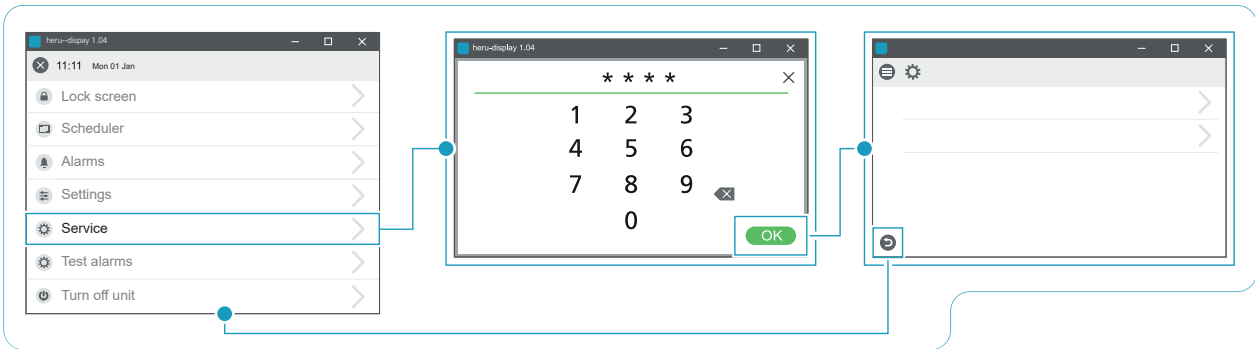 heru--dispay 1.04
11:11 Mon 01 Jan
Lock screen
Scheduler
Alarms
Settings
Service
Test alarms
Turn off unit
heru-display 1.04
* * * *
1 2 3
4 5 6
7 8 9
0
OK